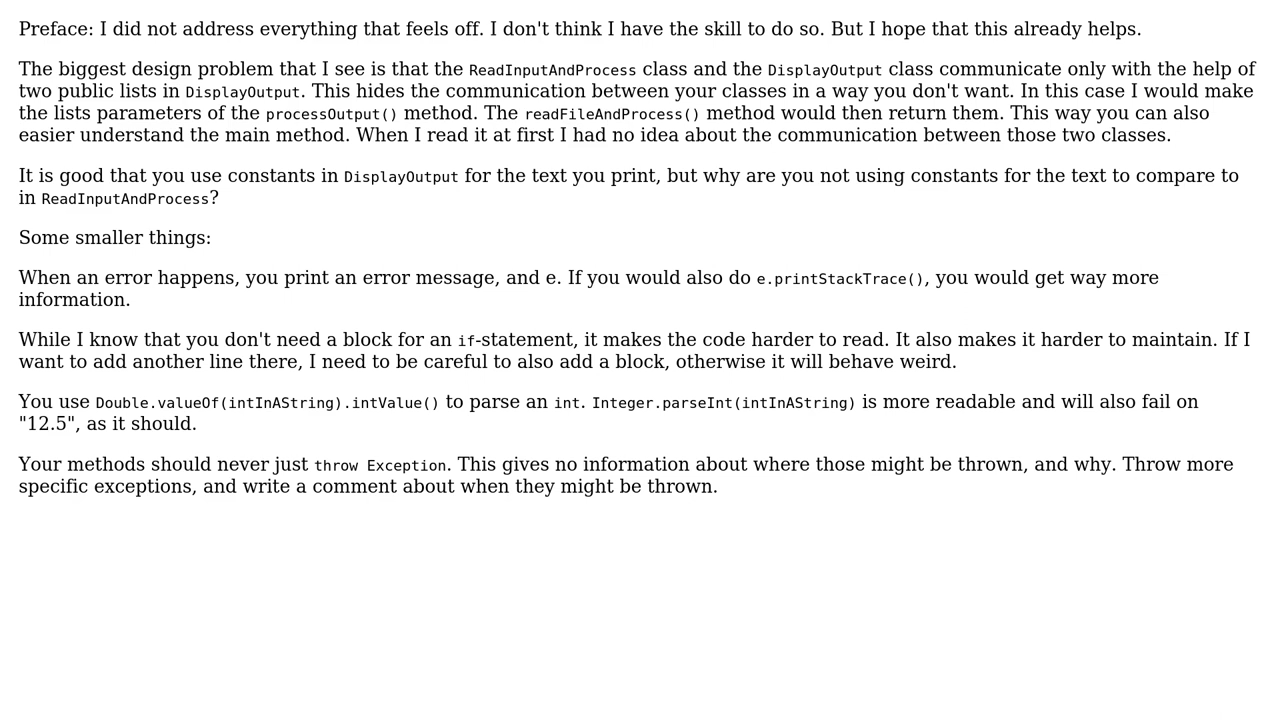 Preface: I did not address everything that feels off. I don't think I have the skill to do so. But I hope that this already helps.
The biggest design problem that I see is that the ReadInputAndProcess class and the DisplayOutput class communicate only with the help of
two public lists in DisplayOutput. This hides the communication between your classes in a way you don't want. In this case I would make
the lists parameters of the processOutput() method. The readFileAndProcess() method would then return them. This way you can also
easier understand the main method. When I read it at first I had no idea about the communication between those two classes.
It is good that you use constants in DisplayOutput for the text you print, but why are you not using constants for the text to compare to
in ReadInputAndProcess?
Some smaller things:
When an error happens, you print an error message, and e. If you would also do e.printStackTrace(), you would get way more
information.
While I know that you don't need a block for an if-statement, it makes the code harder to read. It also makes it harder to maintain. If I
want to add another line there, I need to be careful to also add a block, otherwise it will behave weird.
You use Double.valueOf(intInAString).intValue() to parse an int. Integer.parseInt(intInAString) is more readable and will also fail on
"12.5", as it should.
Your methods should never just throw Exception. This gives no information about where those might be thrown, and why. Throw more
specific exceptions, and write a comment about when they might be thrown.